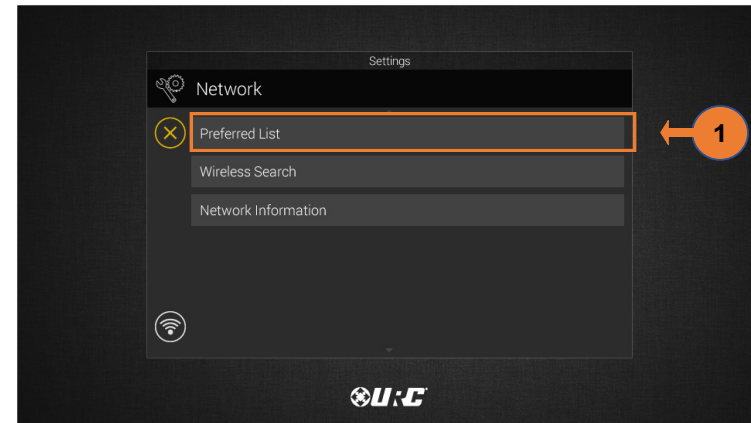 Settings
Network
Preferred List
1
Wireless Search
Network Information
URC